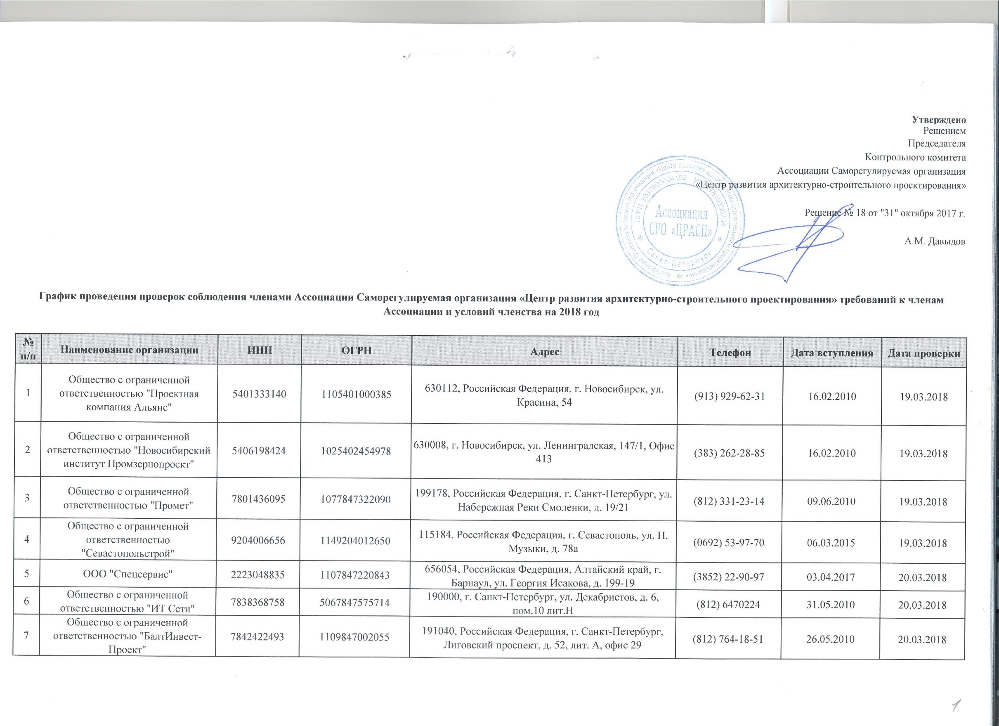 Утверждено
Решением
Председателя
Контрольного комитета
Ассоциации Саморегулируемая организация
«Центр развития архитектурно-строительного проектирования»
Решение № 18 от "31" октября 2017 г.
А.М. Давыдов
Ассоциация Саморегулируемая организация «Центр развития архитектурно-строительного проектирования» *
ОГРН 1087800004192 ИНН 7810330754
Ассоциация
СРО «ЦРАСП»
* Санкт-Петербург *
График проведения проверок соблюдения членами Ассоциации Саморегулируемая организация «Центр развития архитектурно-строительного проектирования» требований к членам
Ассоциации и условий членства на 2018 год
№ п/п Наименование организации ИНН ОГРН Адрес Телефон Дата вступления Дата проверки
1
Общество с ограниченной
ответственностью "Проектная
компания Альянс"
5401333140
1105401000385
630112, Российская Федерация, г. Новосибирск, ул.
Красина, 54
(913) 929-62-31
16.02.2010
19.03.2018
2
Общество с ограниченной
ответственностью "Новосибирский
институт Промзернопроект"
5406198424
1025402454978
630008, г. Новосибирск, ул. Ленинградская, 147/1, Офис
413
(383) 262-28-85
16.02.2010
19.03.2018
3
Общество с ограниченной
ответственностью "Промет"
7801436095
1077847322090
199178, Российская Федерация, г. Санкт-Петербург, ул.
Набережная Реки Смоленки, д. 19/21
(812) 331-23-14
09.06.2010
19.03.2018
4
Общество с ограниченной
ответственностью
"Севастопольстрой"
9204006656
1149204012650
115184, Российская Федерация, г. Севастополь, ул. Н.
Музыки, д. 78а
(0692) 53-97-70
06.03.2015
19.03.2018
5
ООО "Спецсервис"
2223048835
1107847220843
656054, Российская Федерация, Алтайский край, г.
Барнаул, ул. Георгия Исакова, д. 199-19
(3852) 22-90-97
03.04.2017
20.03.2018
6
Общество с ограниченной
ответственностью "ИТ Сети"
7838368758
5067847575714
190000, г. Санкт-Петербург, ул. Декабристов, д. 6,
пом.10 лит.Н
(812) 6470224
31.05.2010
20.03.2018
7
Общество с ограниченной
ответственностью "БалтИнвест-
Проект"
7842422493
1109847002055
191040, Российская Федерация, г. Санкт-Петербург,
Лиговский проспект, д. 52, лит. А, офис 29
(812) 764-18-51
26.05.2010
20.03.2018
1